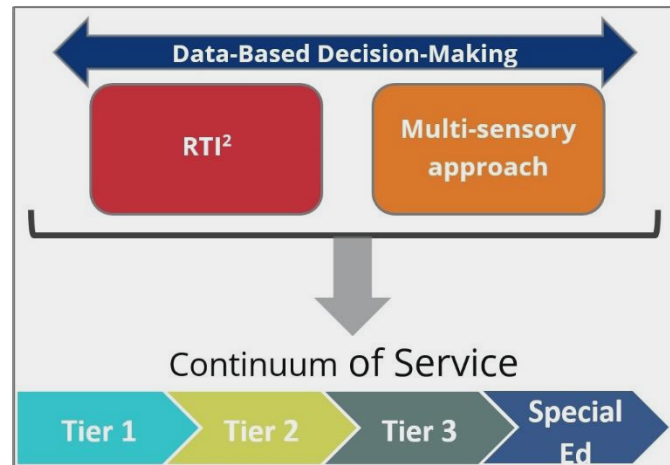 Data-Based Decision-Making
RTI²
Multi-sensory
approach
Continuum of Service
Tier 1
Tier 2
Tier 3
Special
Ed